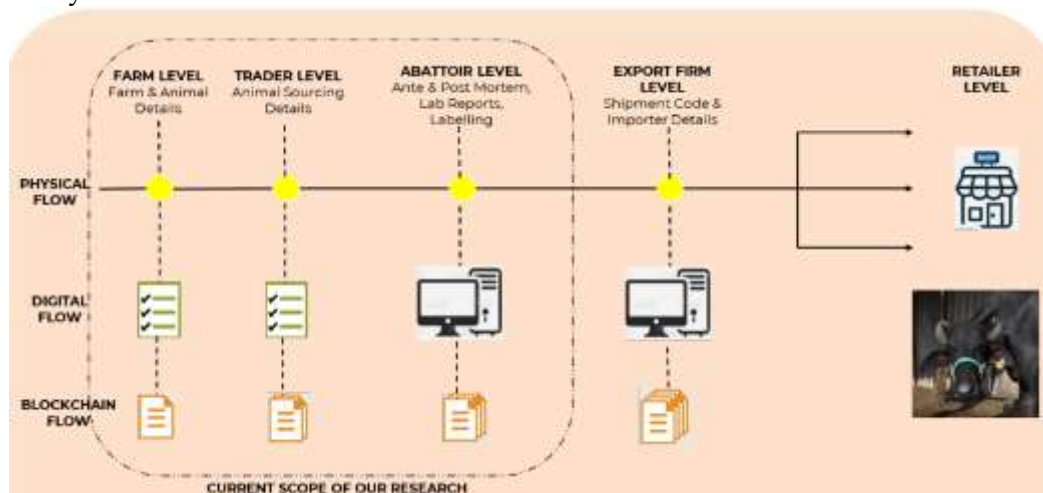 FARM LEVEL
Farm & Animal
Details
TRADER LEVEL
Animal Sourcing
Details
ABATTOIR LEVEL
Ante & Post Mortem,
Lab Reports,
Labelling
EXPORT FIRM
LEVEL
Shipment Code &
Importer Details
RETAILER
LEVEL
PHYSICAL
FLOW
DIGITAL
FLOW
BLOCKCHAIN
FLOW
CURRENT SCOPE OF OUR RESEARCH